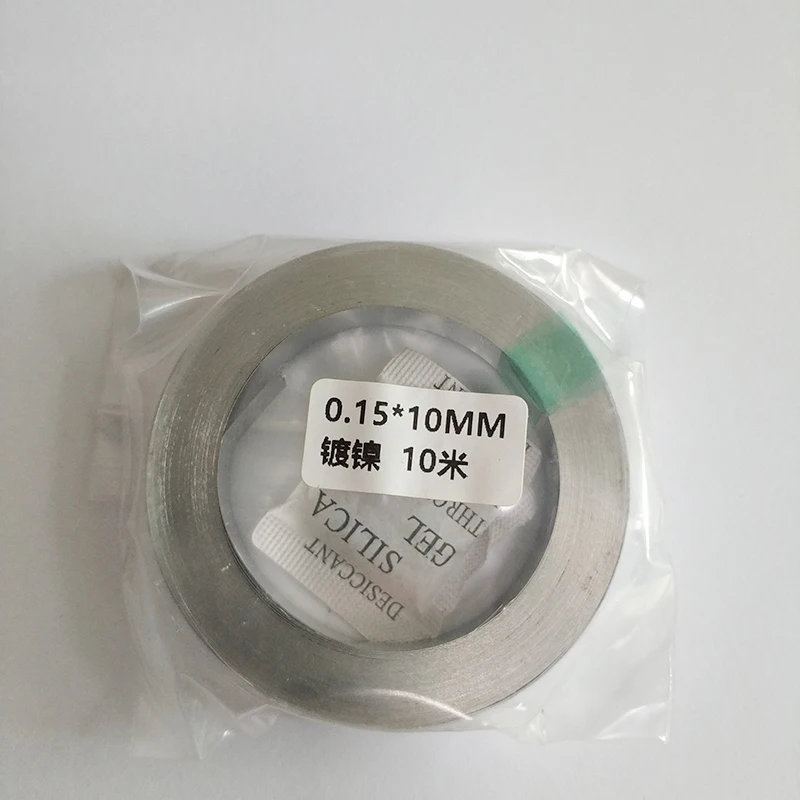 0.15*10MM
镀镍 10米
SILICA
GEL
DESICCANT